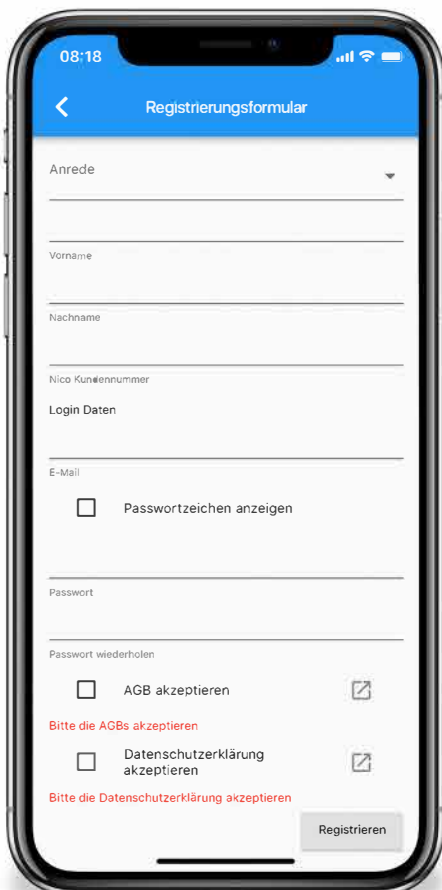 08:18
Registrierungsformular
Anrede
Vorname
Nachname
Nico Kundennummer
Login Daten
E-Mail
Passwortzeichen anzeigen
Passwort
Passwort wiederholen
AGB akzeptieren
Bitte die AGBs akzeptieren
Datenschutzerklärung
akzeptieren
Bitte die Datenschutzerklärung akzeptieren
Registrieren